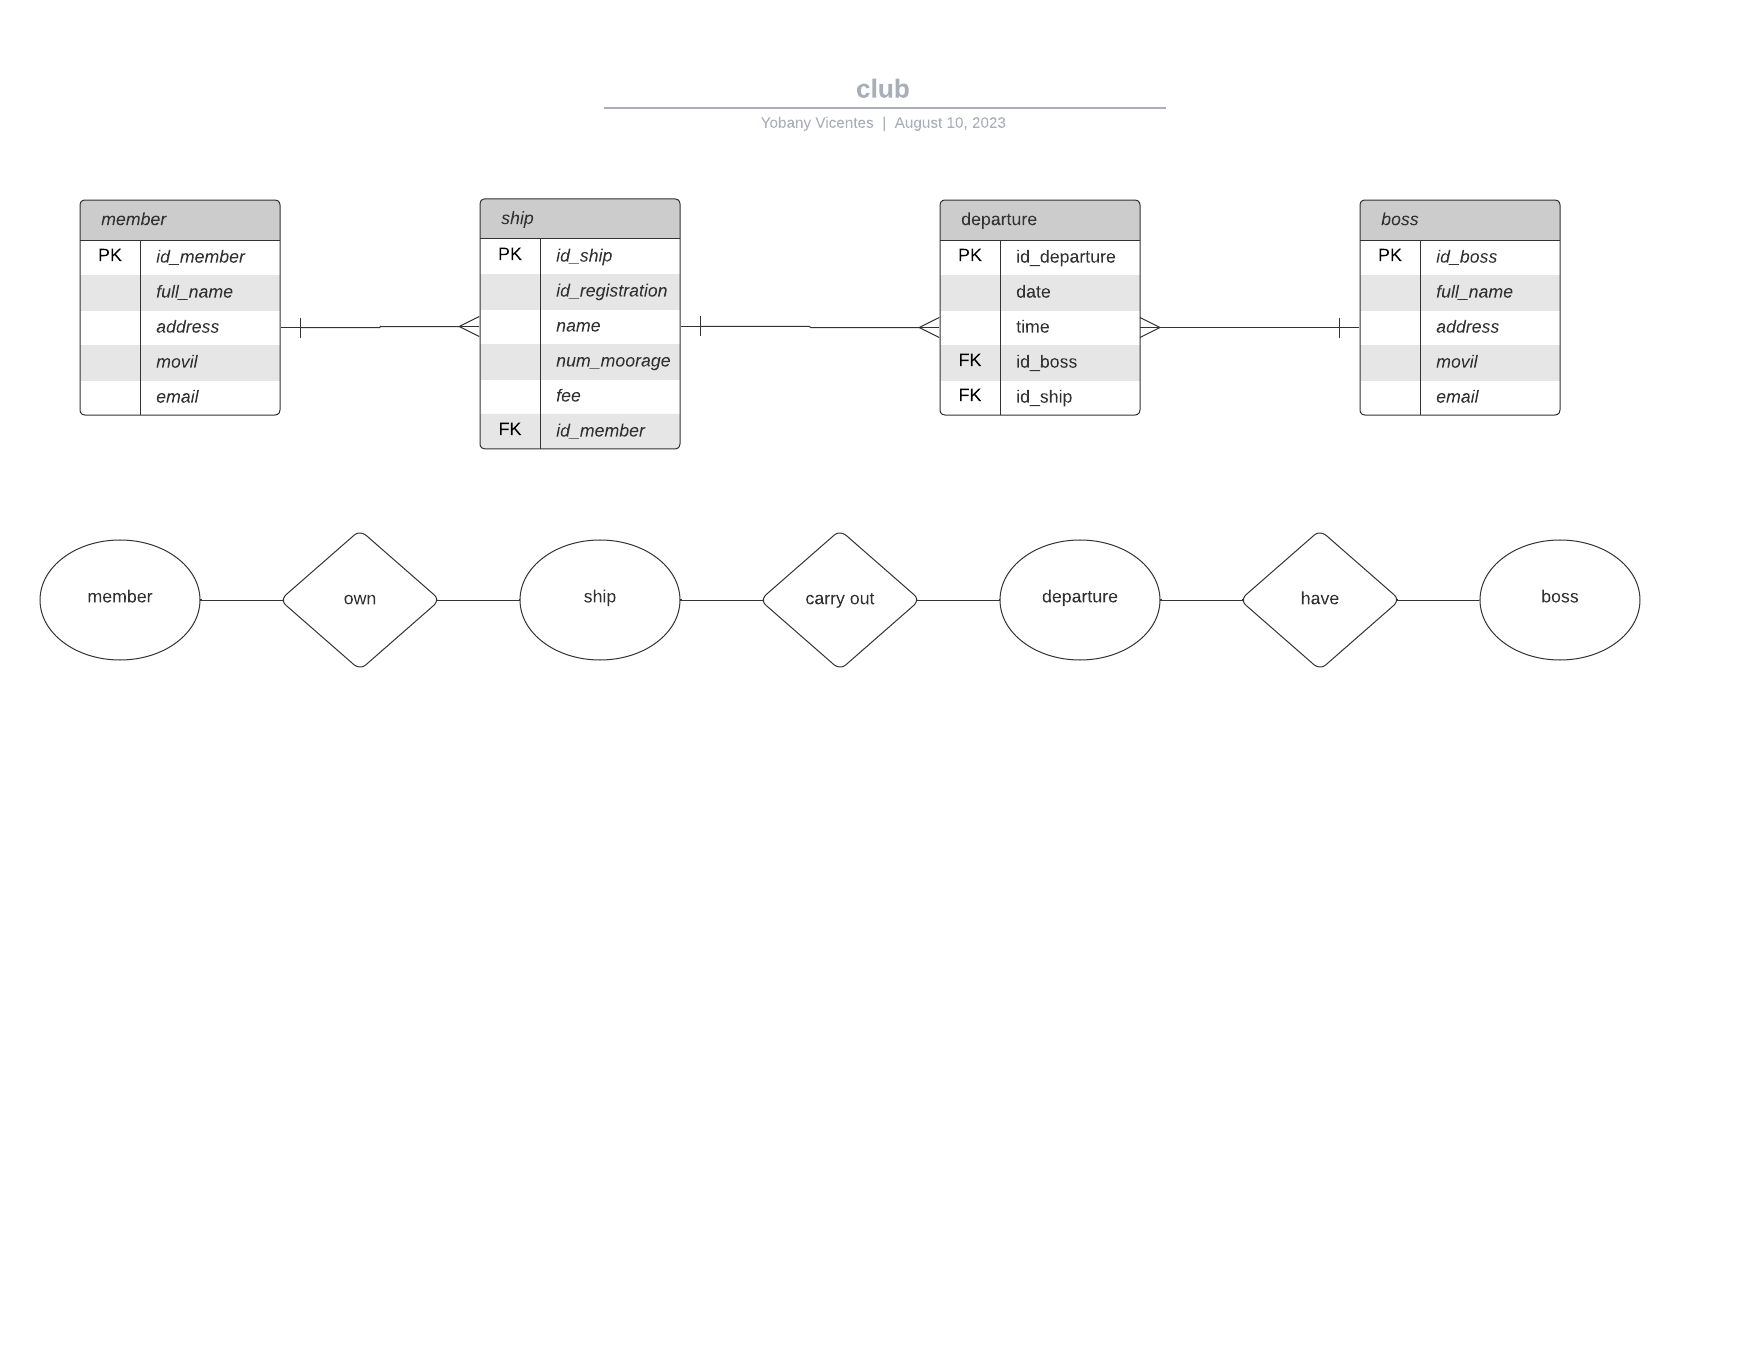 club
Yobany Vicentes | August 10, 2023
member
PK id_member
full_name
address
movil
email
ship
PK id_ship
id_registration
name
num_moorage
fee
FK id_member
departure
PK id_departure
date
time
FK id_boss
FK id_ship
boss
PK id_boss
full_name
address
movil
email
member
own
ship
carry out
departure
have
boss